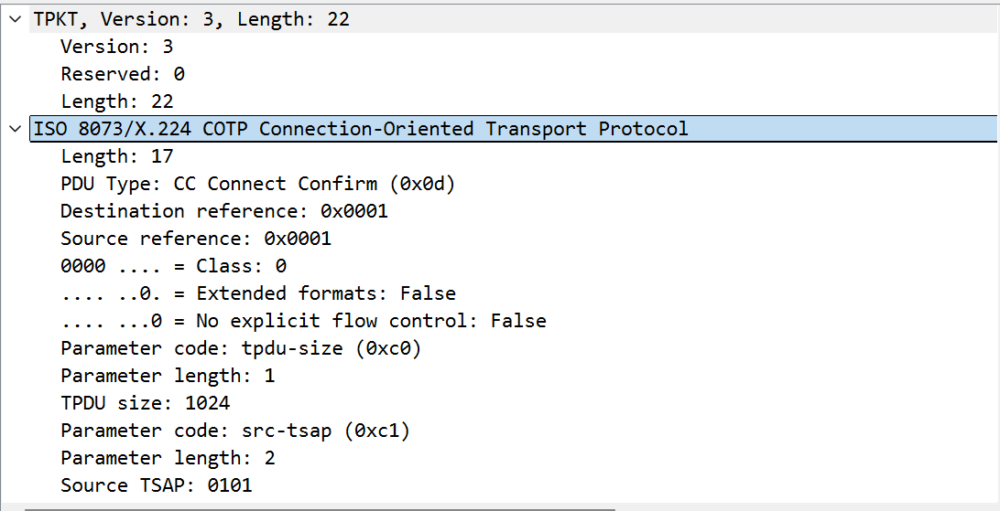 TPKT, Version: 3, Length: 22
Version: 3
Reserved: 0
Length: 22
ISO 8073/X.224 COTP Connection-Oriented Transport Protocol
Length: 17
PDU Type: CC Connect Confirm (0x0d)
Destination reference: 0x0001
Source reference: 0x0001
0000 .... = Class: 0
.... ..0. = Extended formats: False
.... ...0 = No explicit flow control: False
Parameter code: tpdu-size (0xc0)
Parameter length: 1
TPDU size: 1024
Parameter code: src-tsap (0xc1)
Parameter length: 2
Source TSAP: 0101